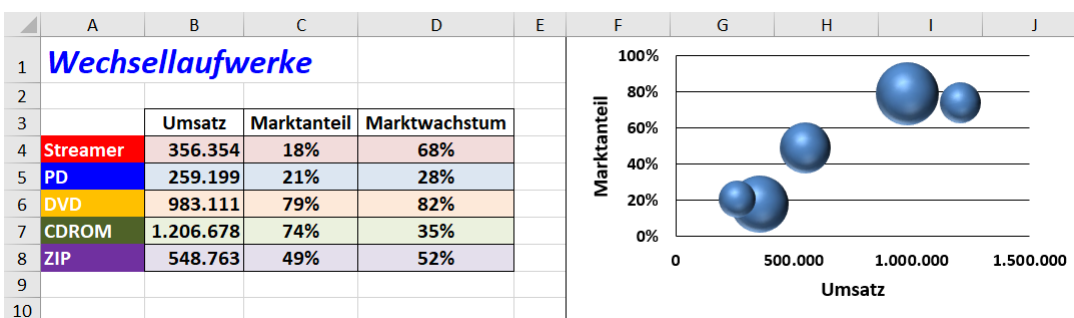 A B C D E F G H I J
1 Wechsellaufwerke
2
3 Umsatz Marktanteil Marktwachstum
4 Streamer 356.354 18% 68%
5 PD 259.199 21% 28%
6 DVD 983.111 79% 82%
7 CDROM 1.206.678 74% 35%
8 ZIP 548.763 49% 52%
9
10
Marktanteil
100%
80%
60%
40%
20%
0%
0 500.000 1.000.000 1.500.000
Umsatz